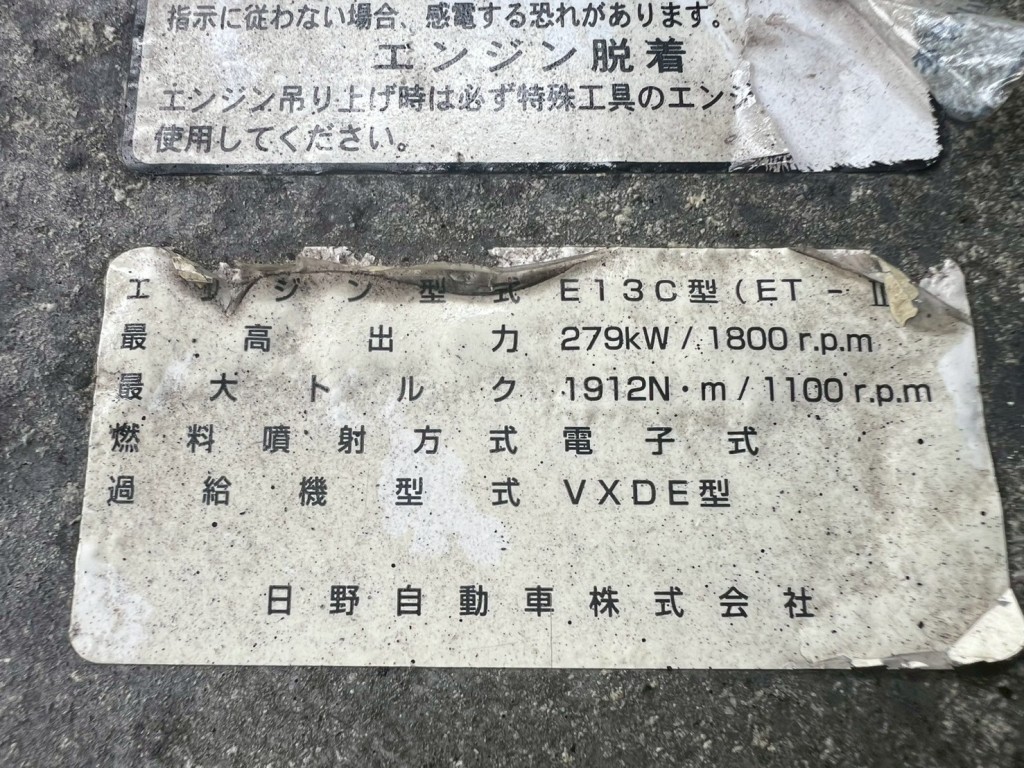 指示に従わない場合、感電する恐れがあります。
エンジン脱着
エンジン吊り上げ時は必ず特殊工具のエンジ
使用してください。
エンジン型式 E13C型(ET-Ⅱ
最高出力 279kW/1800r.p.m
最大トルク 1912N・m/1100r.p.m
燃料噴射方式 電子式
過給機型式 VXDE型
日野自動車株式会社